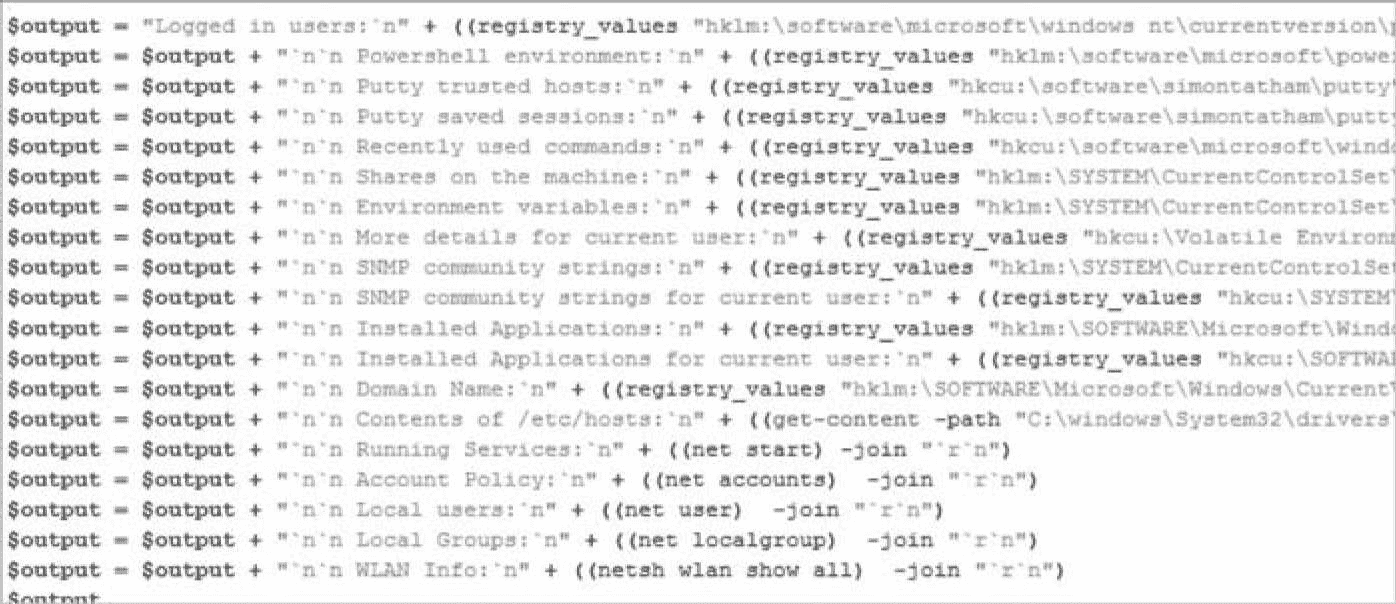 $output = "Logged in users:`n" + ((registry_values "hklm:\software\microsoft\windows nt\currentversion\
$output = $output + "`n`n Powershell environment:`n" + ((registry_values "hklm:\software\microsoft\powe
$output = $output + "`n`n Putty trusted hosts:`n" + ((registry_values "hkcu:\software\simontatham\putty
$output = $output + "`n`n Putty saved sessions:`n" + ((registry_values "hkcu:\software\simontatham\putt
$output = $output + "`n`n Recently used commands:`n" + ((registry_values "hkcu:\software\microsoft\wind
$output = $output + "`n`n Shares on the machine:`n" + ((registry_values "hklm:\SYSTEM\CurrentControlSet\
$output = $output + "`n`n Environment variables:`n" + ((registry_values "hklm:\SYSTEM\CurrentControlSet\
$output = $output + "`n`n More details for current user:`n" + ((registry_values "hkcu:\Volatile Environ
$output = $output + "`n`n SNMP community strings:`n" + ((registry_values "hklm:\SYSTEM\CurrentControlSe
$output = $output + "`n`n SNMP community strings for current user:`n" + ((registry_values "hkcu:\SYSTEM\
$output = $output + "`n`n Installed Applications:`n" + ((registry_values "hklm:\SOFTWARE\Microsoft\Wind
$output = $output + "`n`n Installed Applications for current user:`n" + ((registry_values "hkcu:\SOFTWA
$output = $output + "`n`n Domain Name:`n" + ((registry_values "hklm:\SOFTWARE\Microsoft\Windows\Current
$output = $output + "`n`n Contents of /etc/hosts:`n" + ((get-content -path "C:\windows\System32\drivers
$output = $output + "`n`n Running Services:`n" + ((net start) -join "`r`n")
$output = $output + "`n`n Account Policy:`n" + ((net accounts)  -join "`r`n")
$output = $output + "`n`n Local users:`n" + ((net user)  -join "`r`n")
$output = $output + "`n`n Local Groups:`n" + ((net localgroup)  -join "`r`n")
$output = $output + "`n`n WLAN Info:`n" + ((netsh wlan show all)  -join "`r`n")
$output